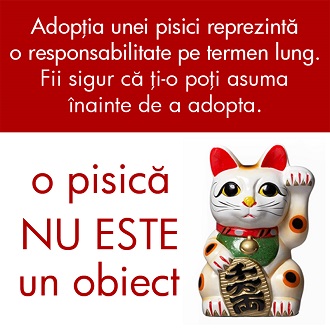 Adopția unei pisici reprezintă
o responsabilitate pe termen lung.
Fii sigur că ți-o poți asuma
înainte de a adopta.
o pisică
NU ESTE
un obiect